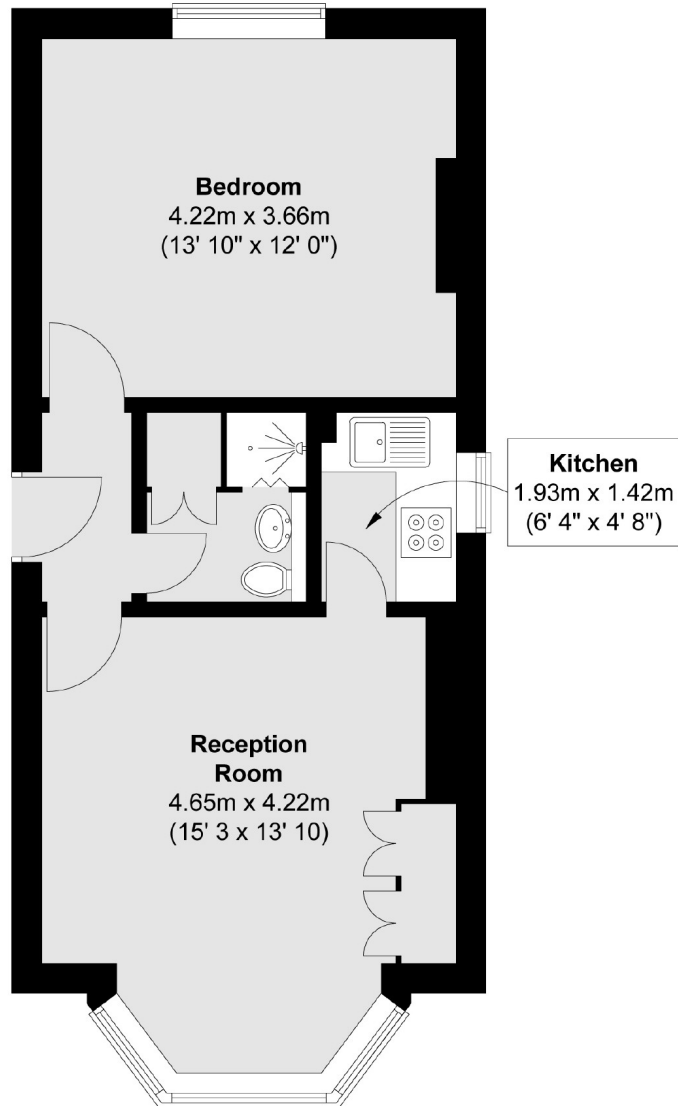 Bedroom
4.22m x 3.66m
(13' 10" x 12' 0")
Kitchen
1.93m x 1.42m
(6' 4" x 4' 8")
Reception
Room
4.65m x 4.22m
(15' 3 x 13' 10)